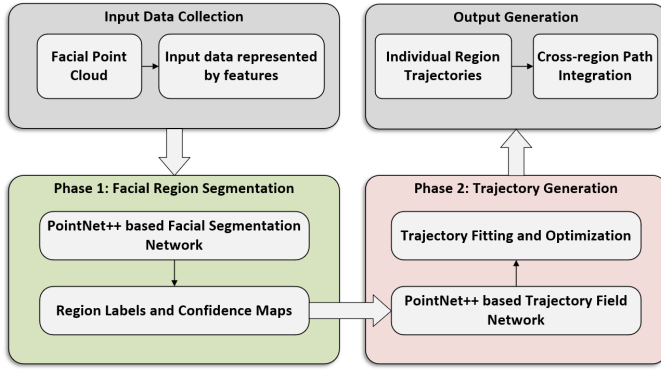 Input Data Collection
Facial Point
Cloud
Input data represented
by features
Phase 1: Facial Region Segmentation
PointNet++ based Facial Segmentation
Network
Region Labels and Confidence Maps
Phase 2: Trajectory Generation
PointNet++ based Trajectory Field
Network
Trajectory Fitting and Optimization
Output Generation
Individual Region
Trajectories
Cross-region Path
Integration